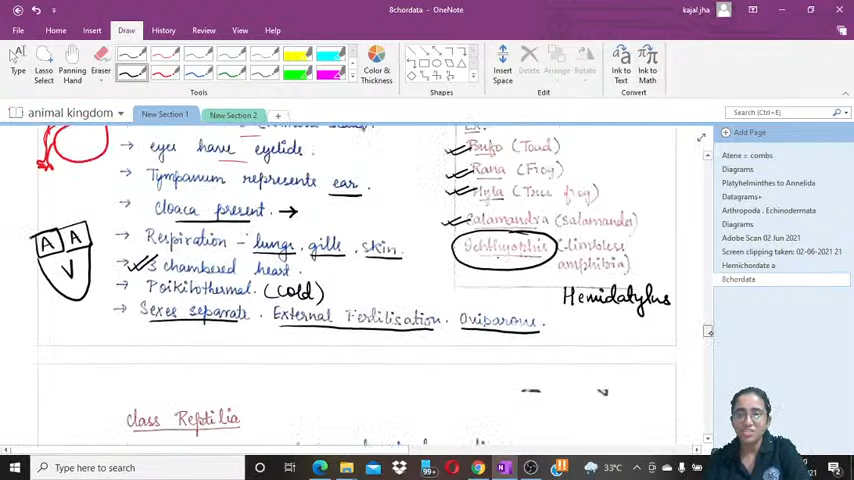 8chordata - OneNote
kajal jha
File Home Insert Draw History Review View Help
Type
Lasso Select
Panning Hand
Eraser
Color & Thickness
Shapes
Insert Space
Delete
Arrange
Rotate
Edit
Ink to Text
Ink to Math
Convert
animal kingdom New Section 1 New Section 2 +
Search (Ctrl+E)
Add Page
Atene = combs
Diagrams
Platyhelminthes to Annelida
Datagrams+
Arthropoda : Echinodermata
Diagrams
Adobe Scan 02 Jun 2021
Screen clipping taken: 02-06-2021 21
Hemichordate a
8chordata
→ eyes have eyelids.
→ Tympanum represents ear.
→ Cloaca present. →
→ Respiration - lungs, gills, skin.
→ 3 chambered heart.
→ Poikilothermal. (Cold)
→ Sexes separate. External Fertilisation. Oviparous.
A A
V
Ex:
Bufo (Toad)
Rana (Frog)
Hyla (Tree frog)
Salamandra (Salamander)
Ichthyophis (limbless
amphibia)
Hemidatylus
Class Reptilia
Type here to search
99+
33°C